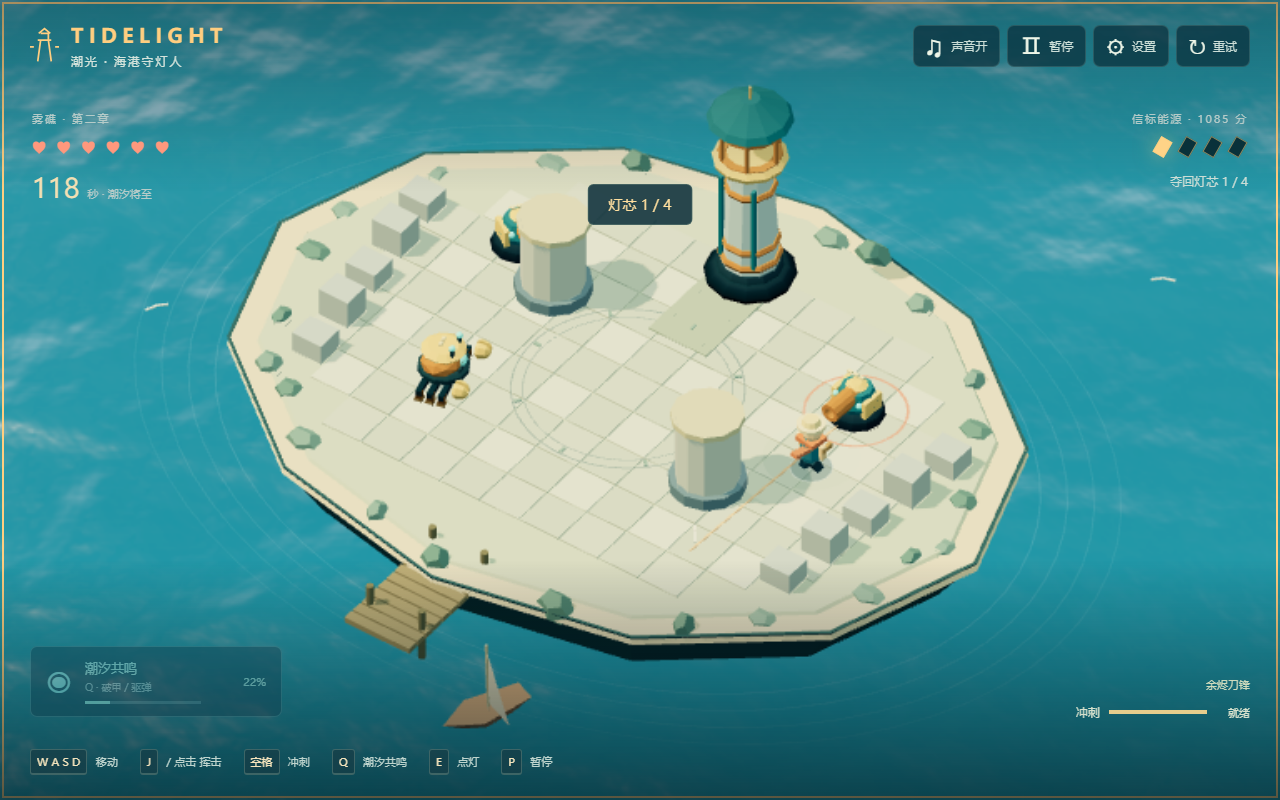 TIDELIGHT
潮光 · 海港守灯人
声音开
暂停
设置
重试
雾礁 · 第二章
118 秒 · 潮汐将至
信标能源 · 1085 分
夺回灯芯 1 / 4
灯芯 1 / 4
潮汐共鸣
Q · 破甲 / 驱弹
22%
余烬刀锋
冲刺 就绪
WASD 移动 J / 点击 挥击 空格 冲刺 Q 潮汐共鸣 E 点灯 P 暂停